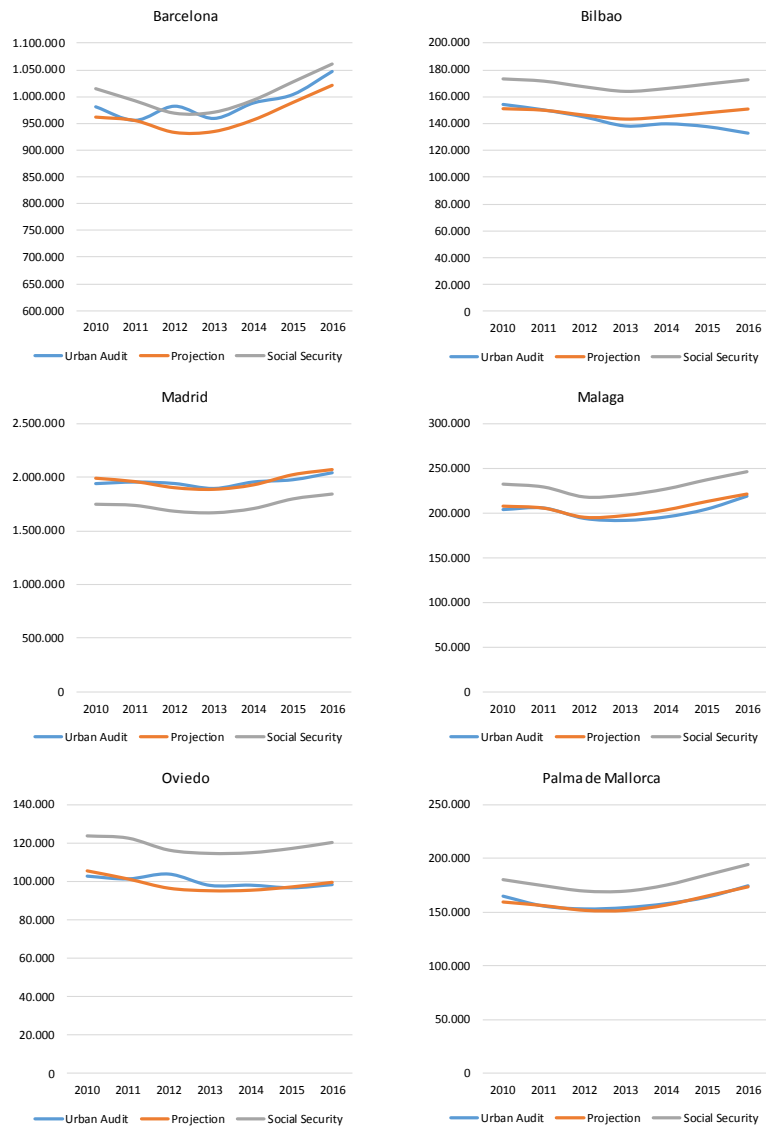 Barcelona
1.100.000
1.050.000
1.000.000
950.000
900.000
850.000
800.000
750.000
700.000
650.000
600.000
2010 2011 2012 2013 2014 2015 2016
Urban Audit Projection Social Security
Bilbao
200.000
180.000
160.000
140.000
120.000
100.000
80.000
60.000
40.000
20.000
0
2010 2011 2012 2013 2014 2015 2016
Urban Audit Projection Social Security
Madrid
2.500.000
2.000.000
1.500.000
1.000.000
500.000
0
2010 2011 2012 2013 2014 2015 2016
Urban Audit Projection Social Security
Malaga
300.000
250.000
200.000
150.000
100.000
50.000
0
2010 2011 2012 2013 2014 2015 2016
Urban Audit Projection Social Security
Oviedo
140.000
120.000
100.000
80.000
60.000
40.000
20.000
0
2010 2011 2012 2013 2014 2015 2016
Urban Audit Projection Social Security
Palma de Mallorca
250.000
200.000
150.000
100.000
50.000
0
2010 2011 2012 2013 2014 2015 2016
Urban Audit Projection Social Security